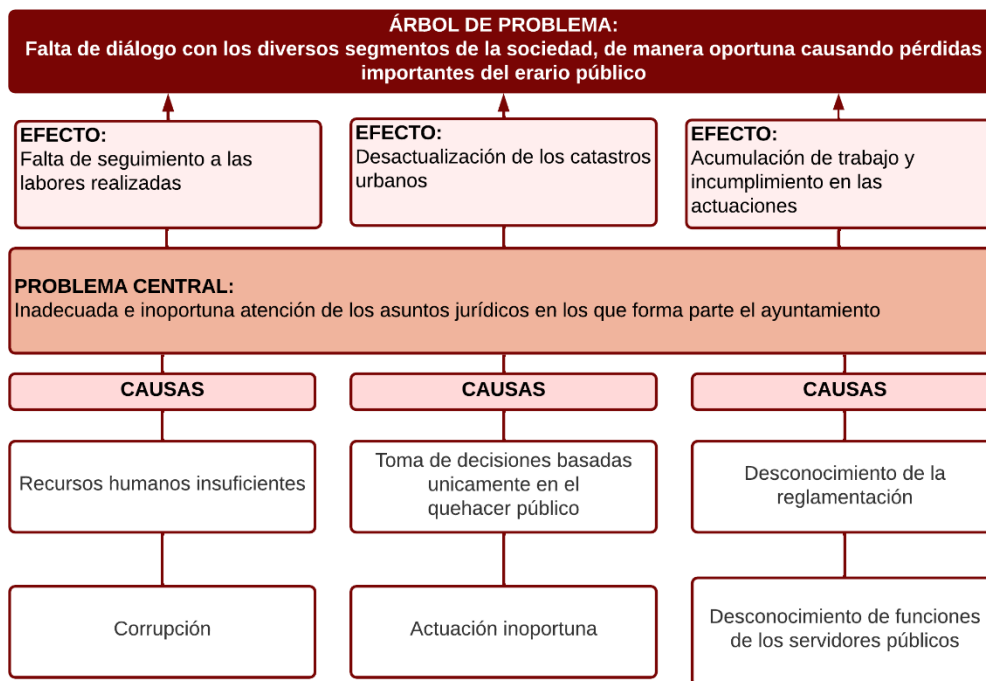 ÁRBOL DE PROBLEMA:
Falta de diálogo con los diversos segmentos de la sociedad, de manera oportuna causando pérdidas
importantes del erario público
EFECTO:
Falta de seguimiento a las
labores realizadas
EFECTO:
Desactualización de los catastros
urbanos
EFECTO:
Acumulación de trabajo y
incumplimiento en las
actuaciones
PROBLEMA CENTRAL:
Inadecuada e inoportuna atención de los asuntos jurídicos en los que forma parte el ayuntamiento
CAUSAS
CAUSAS
CAUSAS
Recursos humanos insuficientes
Toma de decisiones basadas
unicamente en el
quehacer público
Desconocimiento de la
reglamentación
Corrupción
Actuación inoportuna
Desconocimiento de funciones
de los servidores públicos